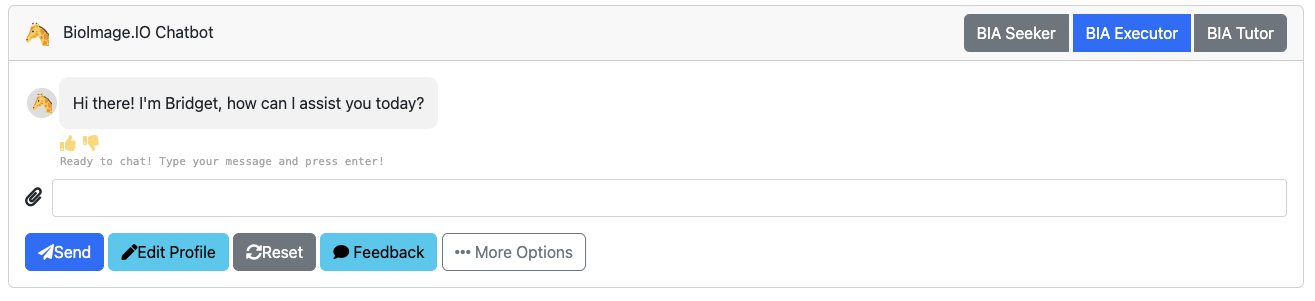 BioImage.IO Chatbot
BIA Seeker BIA Executor BIA Tutor
Hi there! I'm Bridget, how can I assist you today?
Ready to chat! Type your message and press enter!
Send Edit Profile Reset Feedback ••• More Options